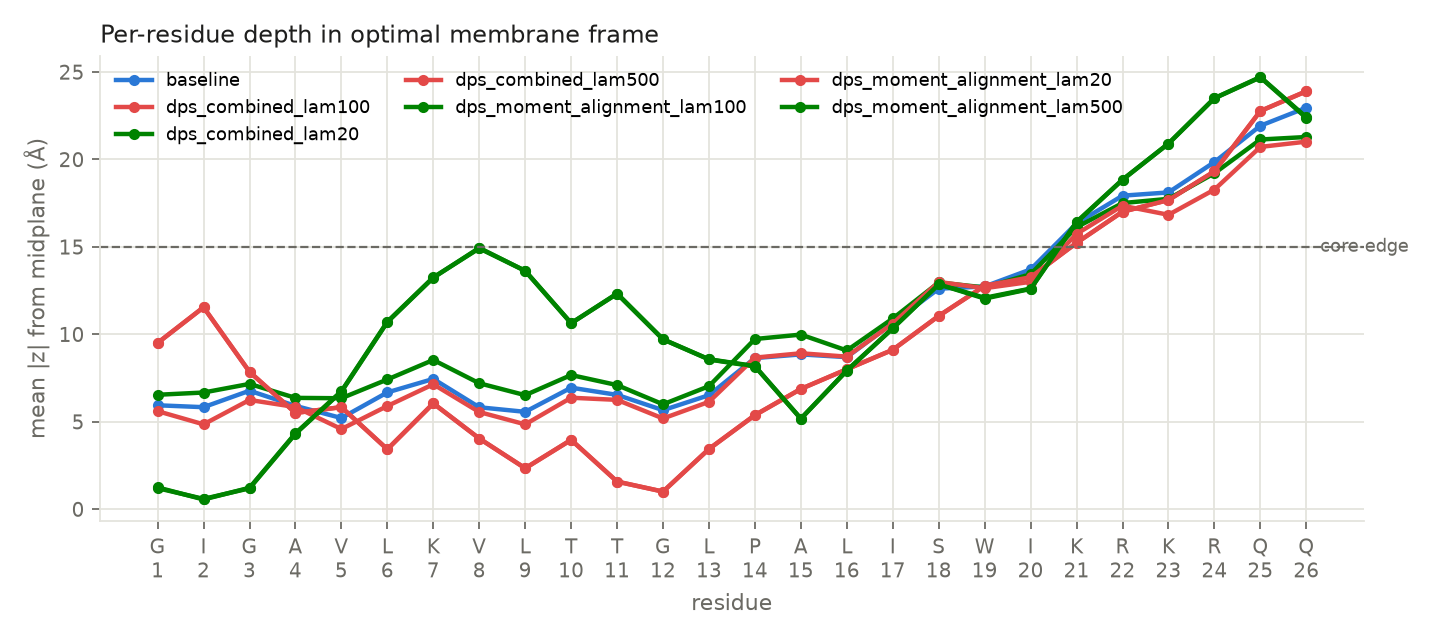 Per-residue depth in optimal membrane frame
mean |z| from midplane (Å)
25
20
15
10
5
0
baseline
dps_combined_lam100
dps_combined_lam20
dps_combined_lam500
dps_moment_alignment_lam100
dps_moment_alignment_lam20
dps_moment_alignment_lam500
core edge
G I G A V L K V L T T G L P A L I S W I K R K R Q Q
1 2 3 4 5 6 7 8 9 10 11 12 13 14 15 16 17 18 19 20 21 22 23 24 25 26
residue